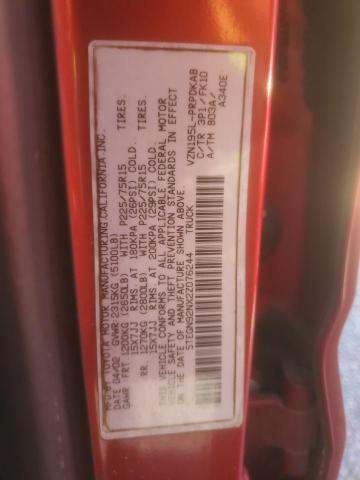 MFD BY TOYOTA MOTOR MANUFACTURING CALIFORNIA INC.
DATE 04/02 GVWR 2315KG (5100LB)
GAWR FRT 1200KG (2650LB) WITH P225/75R15 TIRES.
15X7JJ RIMS AT 180KPA (26PSI) COLD.
RR 1270KG (2800LB) WITH P225/75R15 TIRES.
15X7JJ RIMS AT 200KPA (29PSI) COLD.
THIS VEHICLE CONFORMS TO ALL APPLICABLE FEDERAL MOTOR
VEHICLE SAFETY AND THEFT PREVENTION STANDARDS IN EFFECT
ON THE DATE OF MANUFACTURE SHOWN ABOVE.
5TEGN92NX2Z076244 TRUCK
VZN195L-PRPDKAB
C/TR 3P1/FK10
A/TM B03A/
A340E